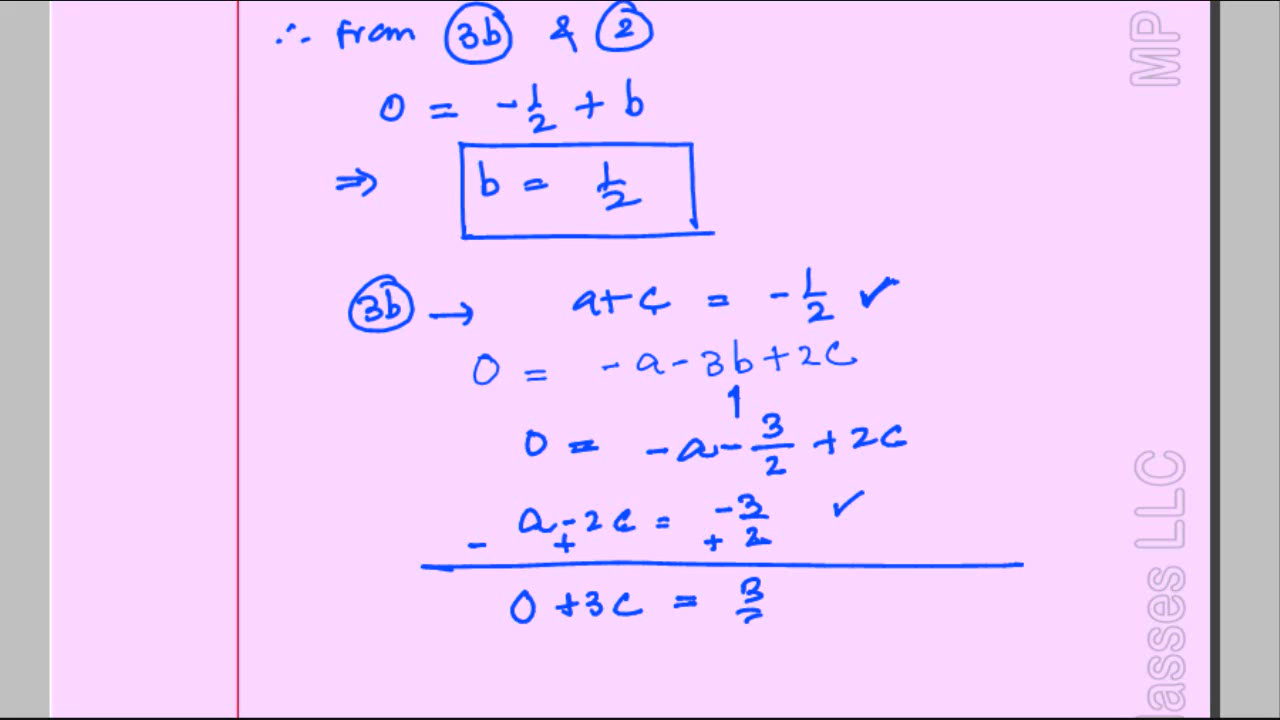 ∴ from (3b) & (2)
0 = -1/2 + b
⇒ b = 1/2
(3b) → a+c = -1/2 ✓
0 = -a-3b+2c
0 = -a-3/2+2c
a-2c = -3/2 ✓
- + +
0+3c = 3
MP
asses LLC